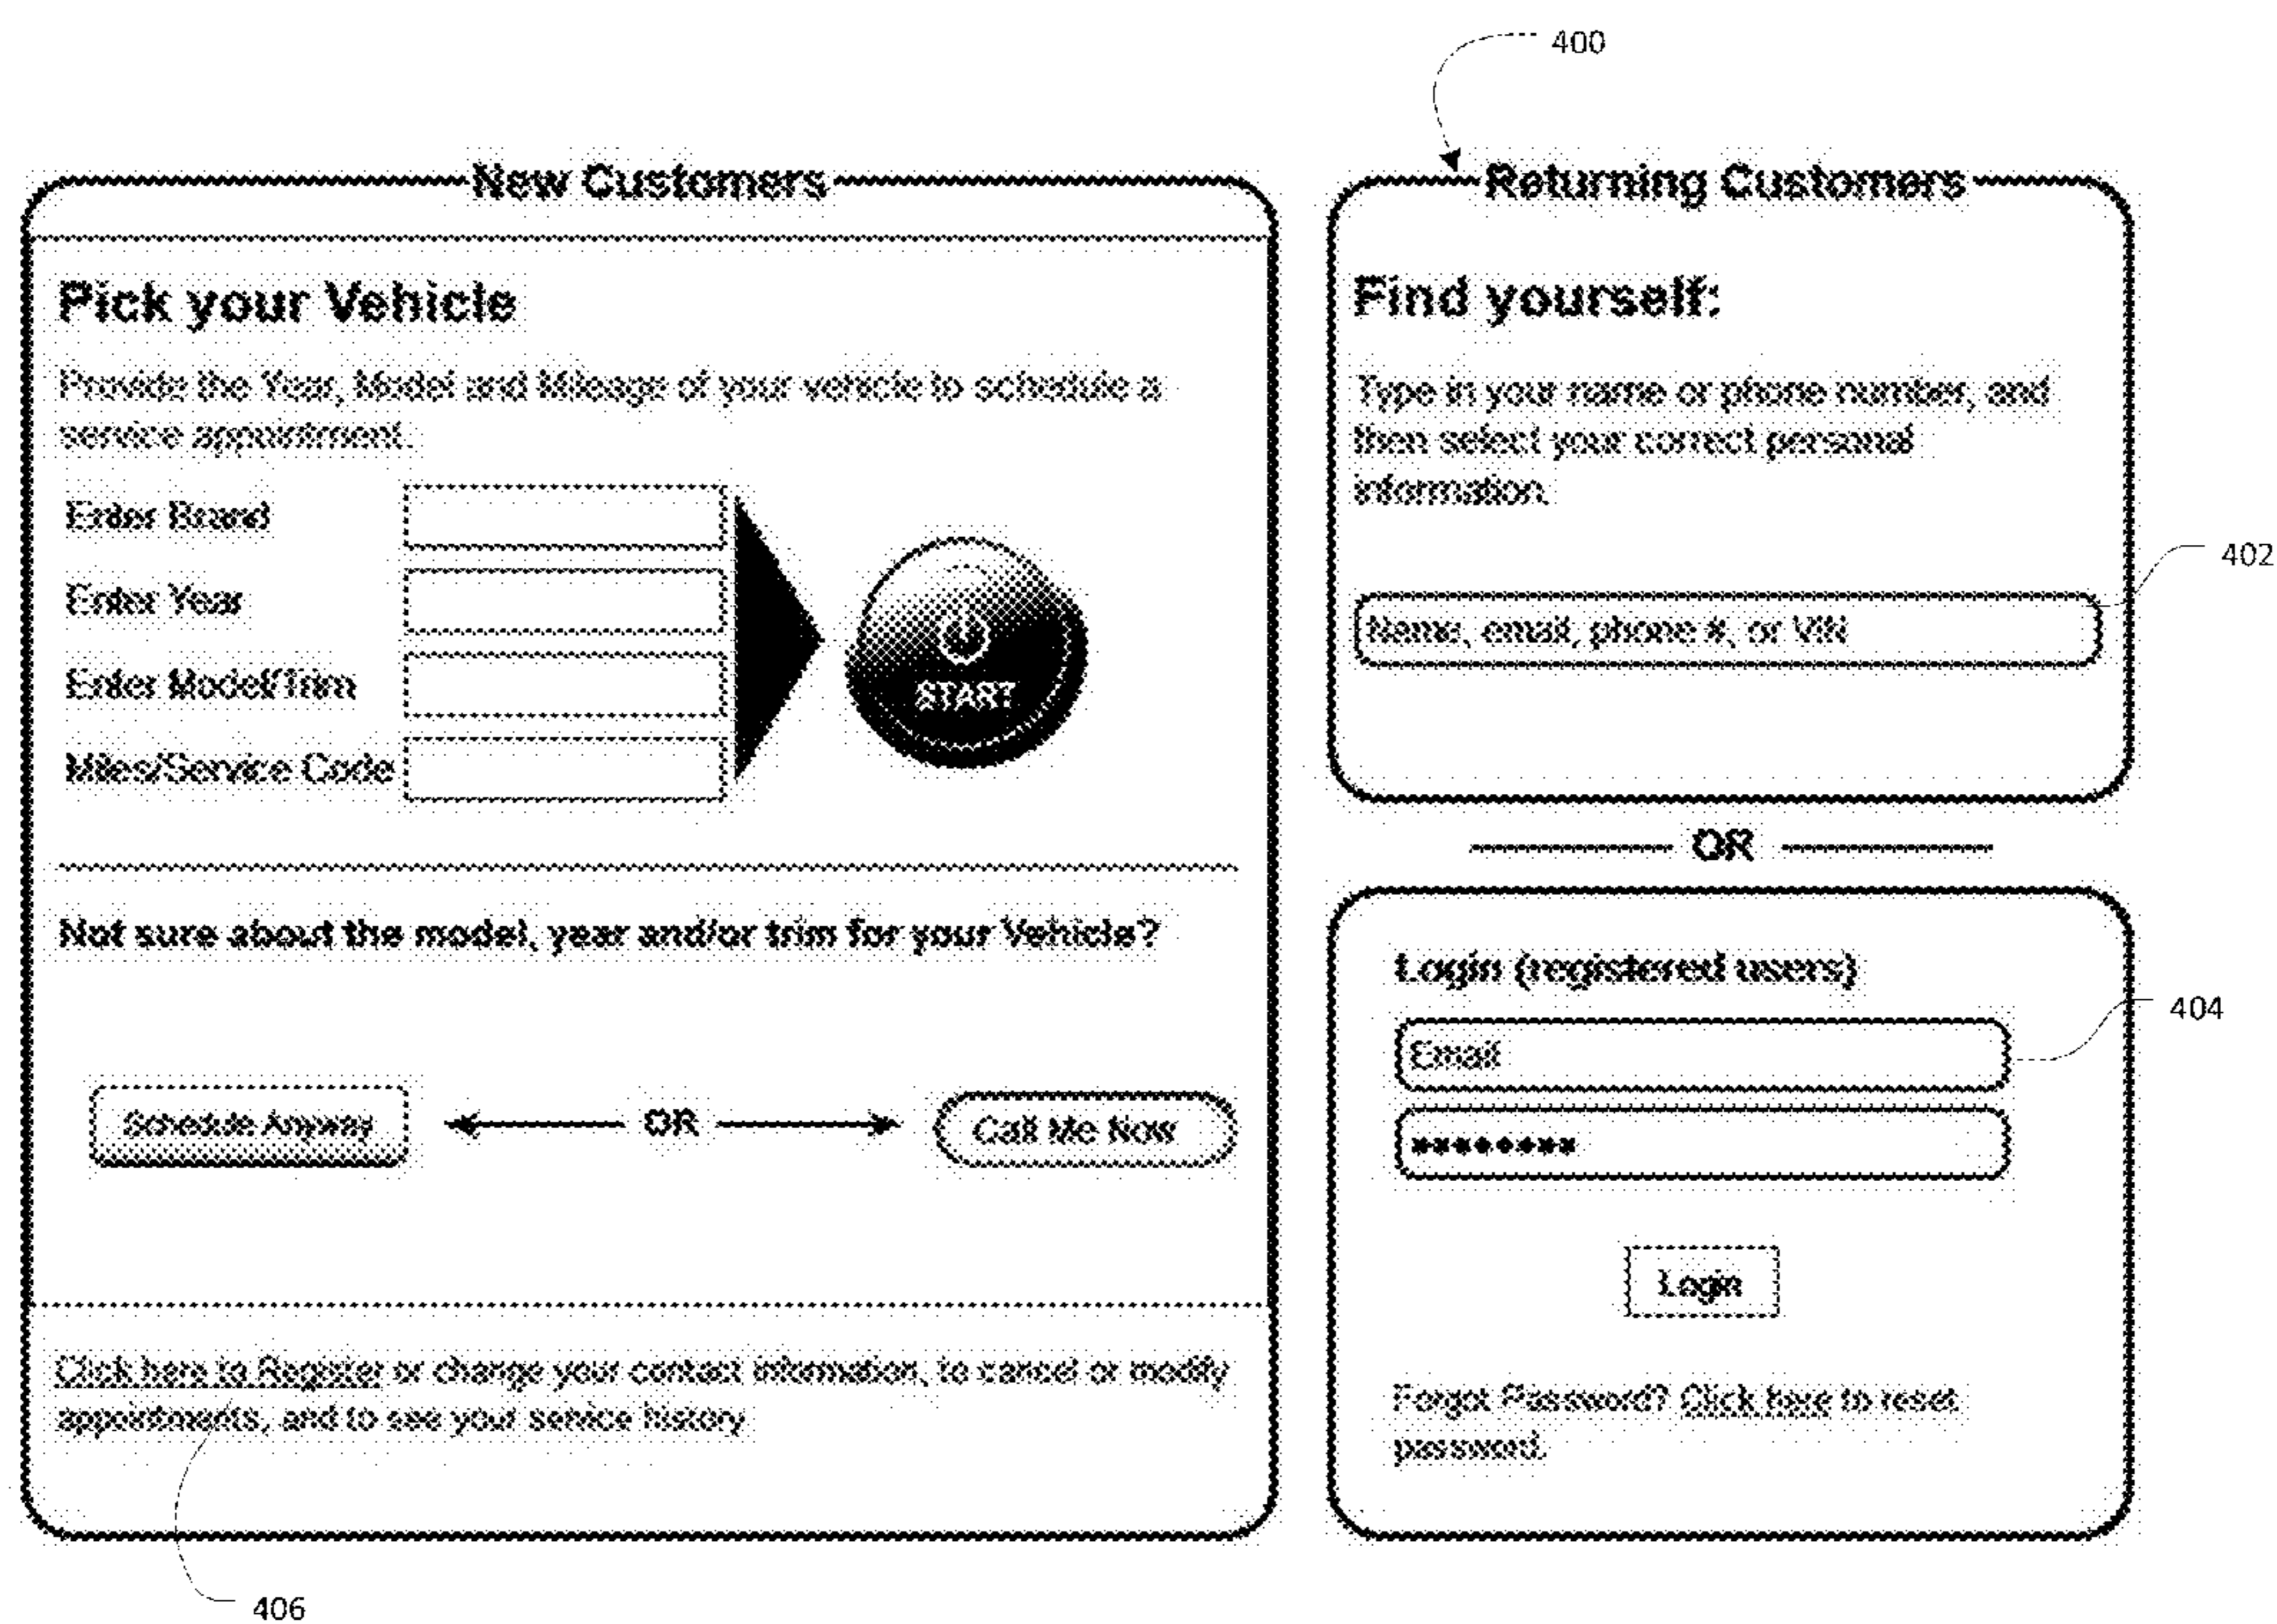 400
New Customers
Pick your Vehicle
Provide the Year, Model and Mileage of your vehicle to schedule a
service appointment.
Enter Brand
Enter Year
Enter Model/Trim
Miles/Service Code
START
Not sure about the model, year and/or trim for your Vehicle?
Schedule Anyway
OR
Call Me Now
Click here to Register or change your contact information, to cancel or modify
appointments, and to see your service history
406
Returning Customers
Find yourself:
Type in your name or phone number, and
then select your correct personal
information.
402
Name, email, phone #, or VIN
OR
Login (registered users)
404
Email
********
Login
Forgot Password? Click here to reset
password.